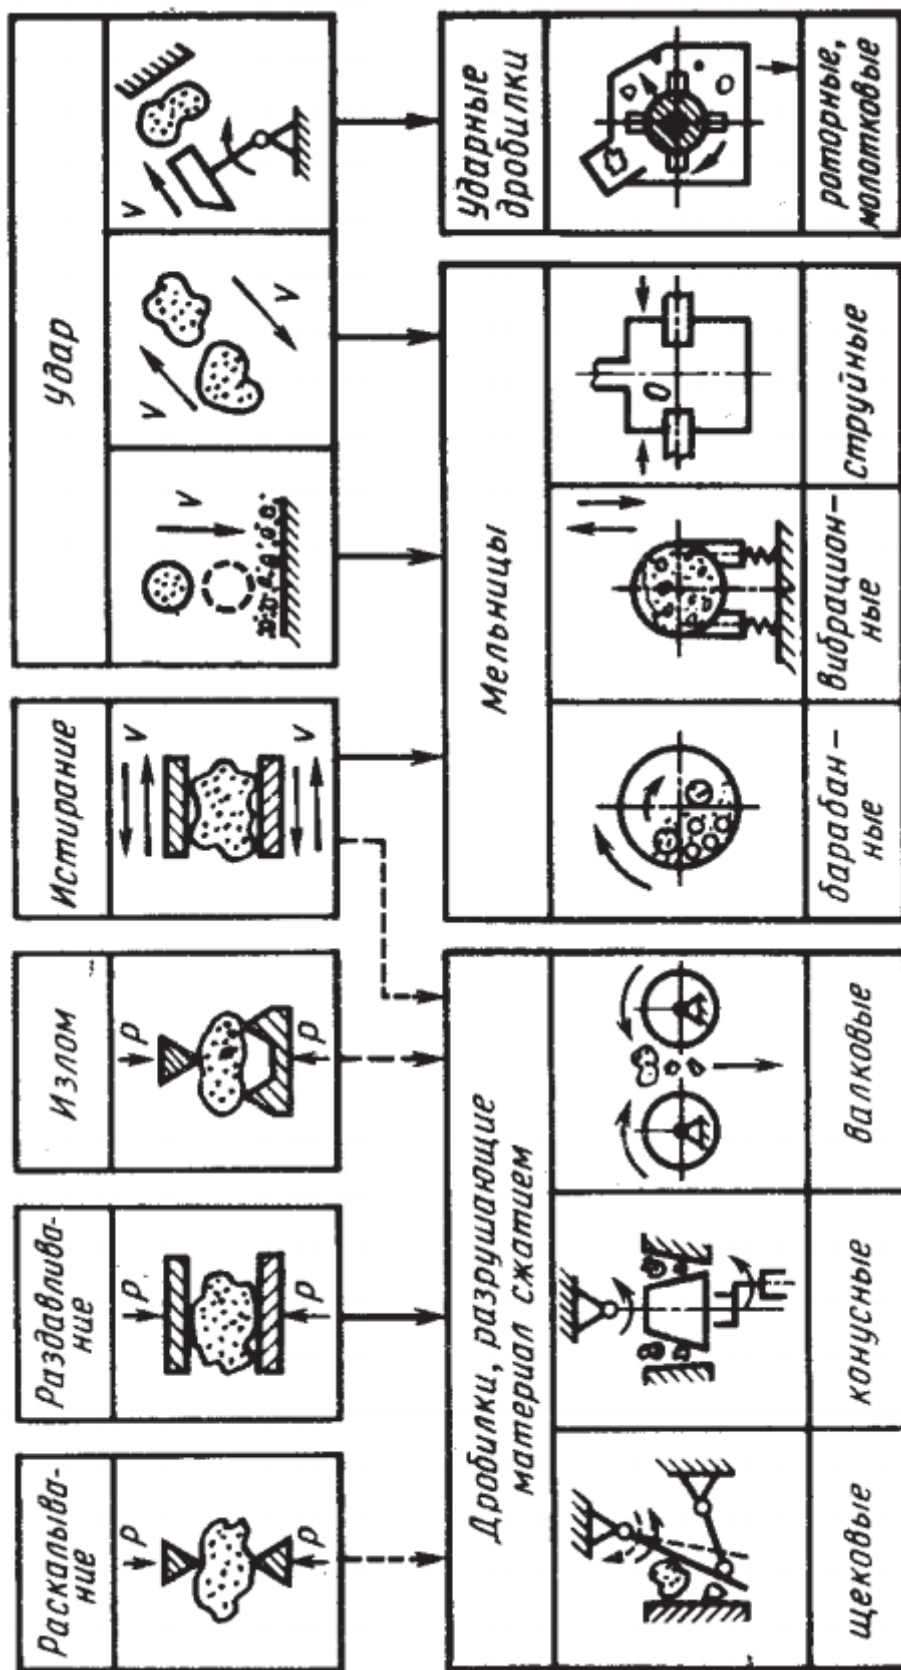 Раскалыва-
ние
P
P
Раздавлива-
ние
P
P
Излом
P
P
Истирание
V
V
Удар
V
V
V
V
Дробилки, разрушающие
материал сжатием
щековые
конусные
валковые
Мельницы
барабан-
ные
вибрацион-
ные
O
струйные
Ударные
дробилки
роторные,
молотковые